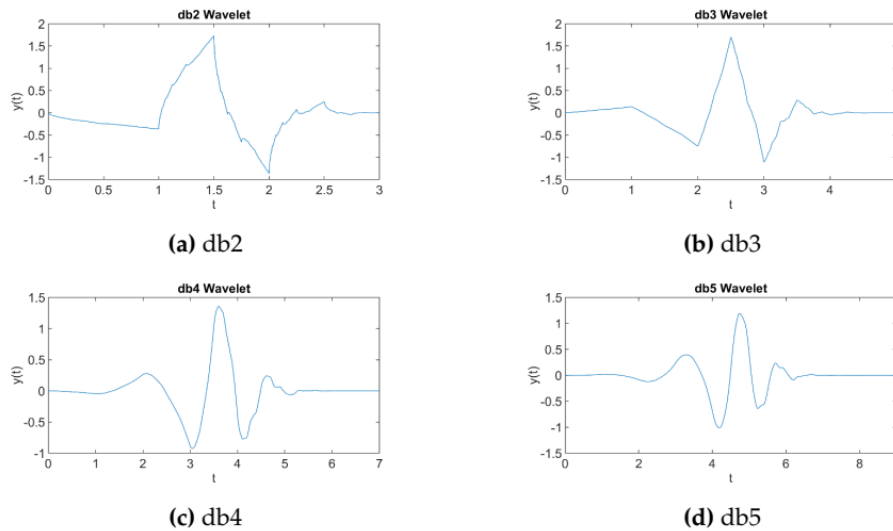 db2 Wavelet
2
1.5
1
0.5
0
-0.5
-1
-1.5
y(t)
0 0.5 1 1.5 2 2.5 3
t
(a) db2
db3 Wavelet
2
1.5
1
0.5
0
-0.5
-1
-1.5
y(t)
0 1 2 3 4
t
(b) db3
db4 Wavelet
1.5
1
0.5
0
-0.5
-1
y(t)
0 1 2 3 4 5 6 7
t
(c) db4
db5 Wavelet
1.5
1
0.5
0
-0.5
-1
-1.5
y(t)
0 2 4 6 8
t
(d) db5